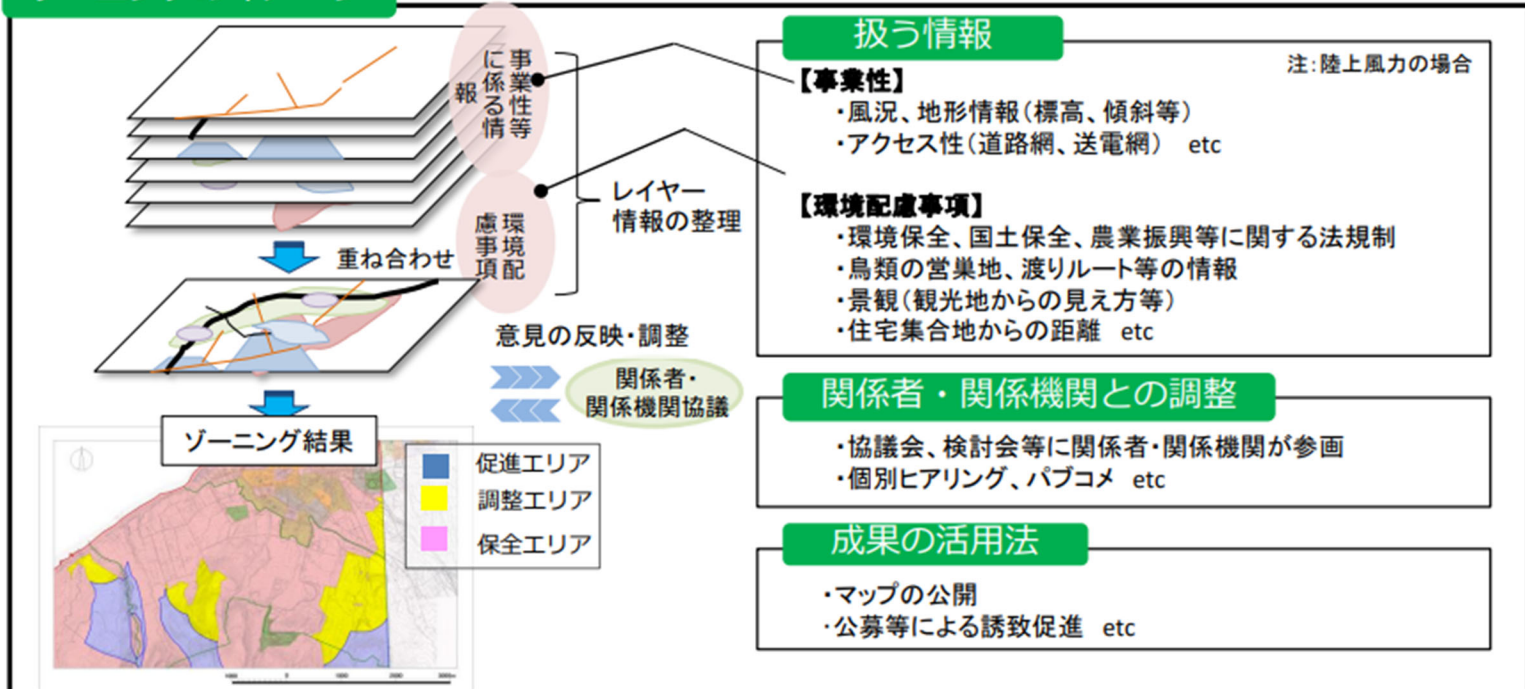 事業性等
に係る情
報
環境配
慮事項
レイヤー
情報の整理
重ね合わせ
意見の反映・調整
関係者・
関係機関協議
ゾーニング結果
促進エリア
調整エリア
保全エリア
扱う情報
注:陸上風力の場合
【事業性】
・風況、地形情報(標高、傾斜等)
・アクセス性(道路網、送電網) etc
【環境配慮事項】
・環境保全、国土保全、農業振興等に関する法規制
・鳥類の営巣地、渡りルート等の情報
・景観(観光地からの見え方等)
・住宅集合地からの距離 etc
関係者・関係機関との調整
・協議会、検討会等に関係者・関係機関が参画
・個別ヒアリング、パブコメ etc
成果の活用法
・マップの公開
・公募等による誘致促進 etc